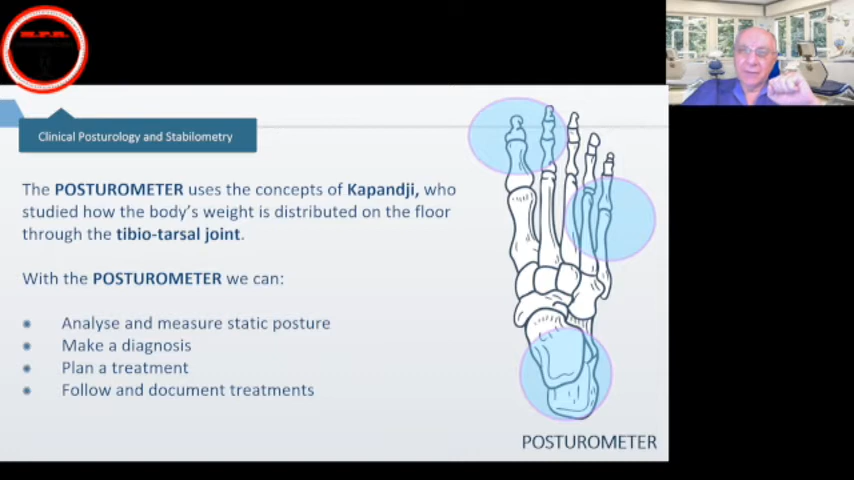 Clinical Posturology and Stabilometry
The POSTUROMETER uses the concepts of Kapandji, who
studied how the body's weight is distributed on the floor
through the tibio-tarsal joint.
With the POSTUROMETER we can:
Analyse and measure static posture
Make a diagnosis
Plan a treatment
Follow and document treatments
POSTUROMETER